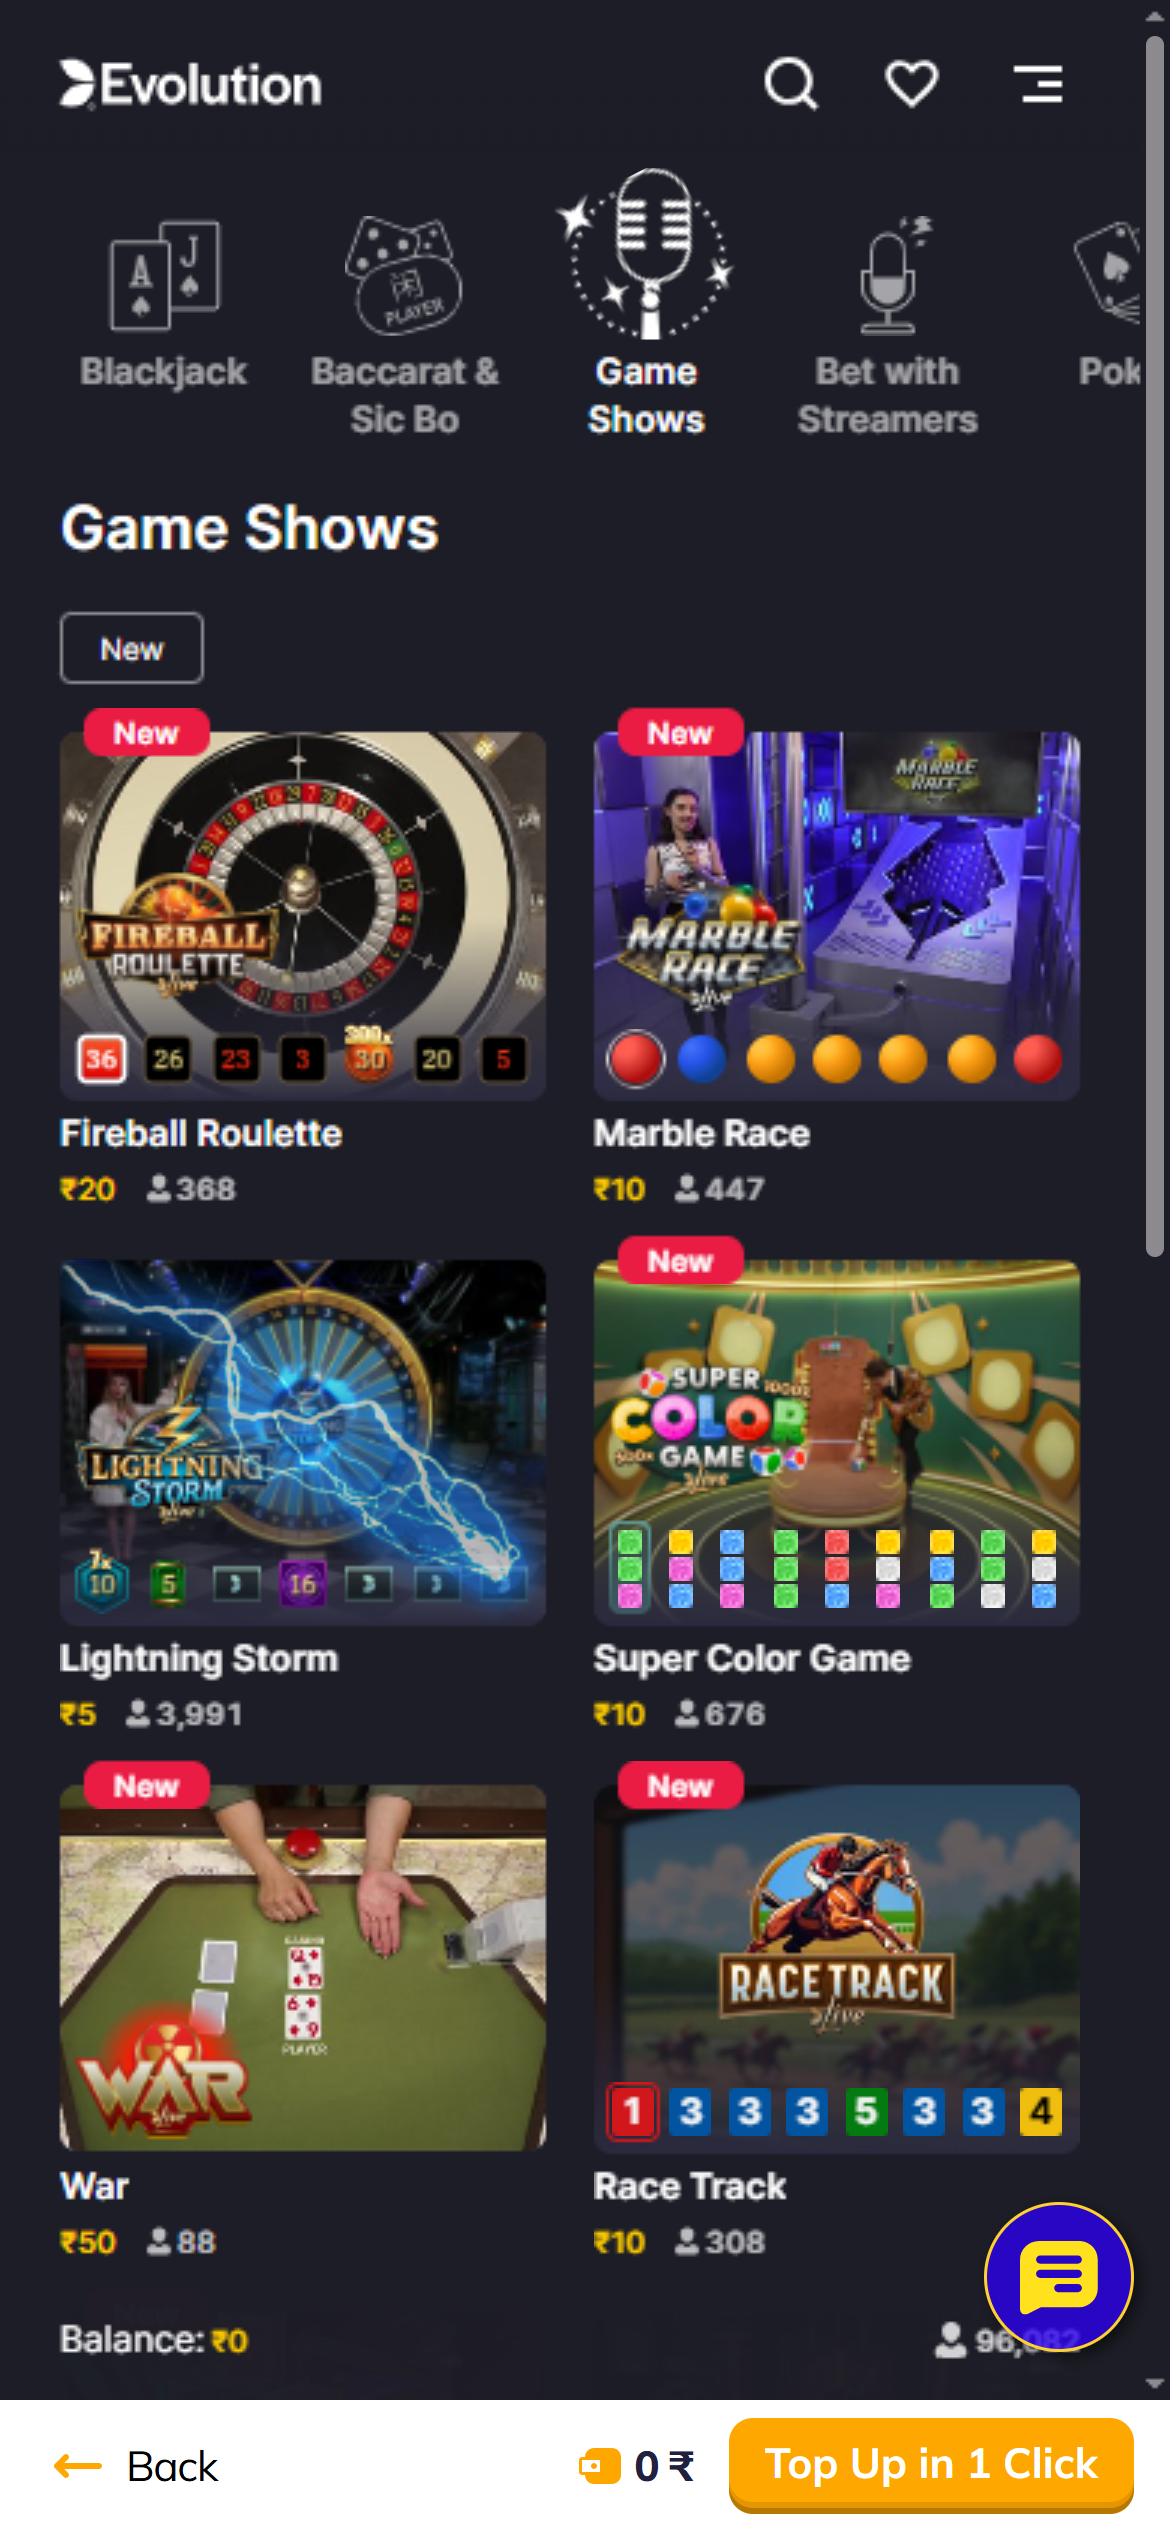 Evolution
Blackjack
Baccarat &
Sic Bo
Game
Shows
Bet with
Streamers
Pok
Game Shows
New
New
FIREBALL
ROULETTE
live
36 26 23 3 300x 30 20 5
Fireball Roulette
₹20 368
New
MARBLE
RACE
MARBLE
RACE
live
Marble Race
₹10 447
LIGHTNING
STORM
live
7x
10 5 3 16 3 3 3
Lightning Storm
₹5 3,991
New
SUPER
COLOR
GAME
live
Super Color Game
₹10 676
New
PLAYER
WAR
live
War
₹50 88
New
RACE TRACK
live
1 3 3 3 5 3 3 4
Race Track
₹10 308
Balance: ₹0
96,082
Back
0 ₹
Top Up in 1 Click